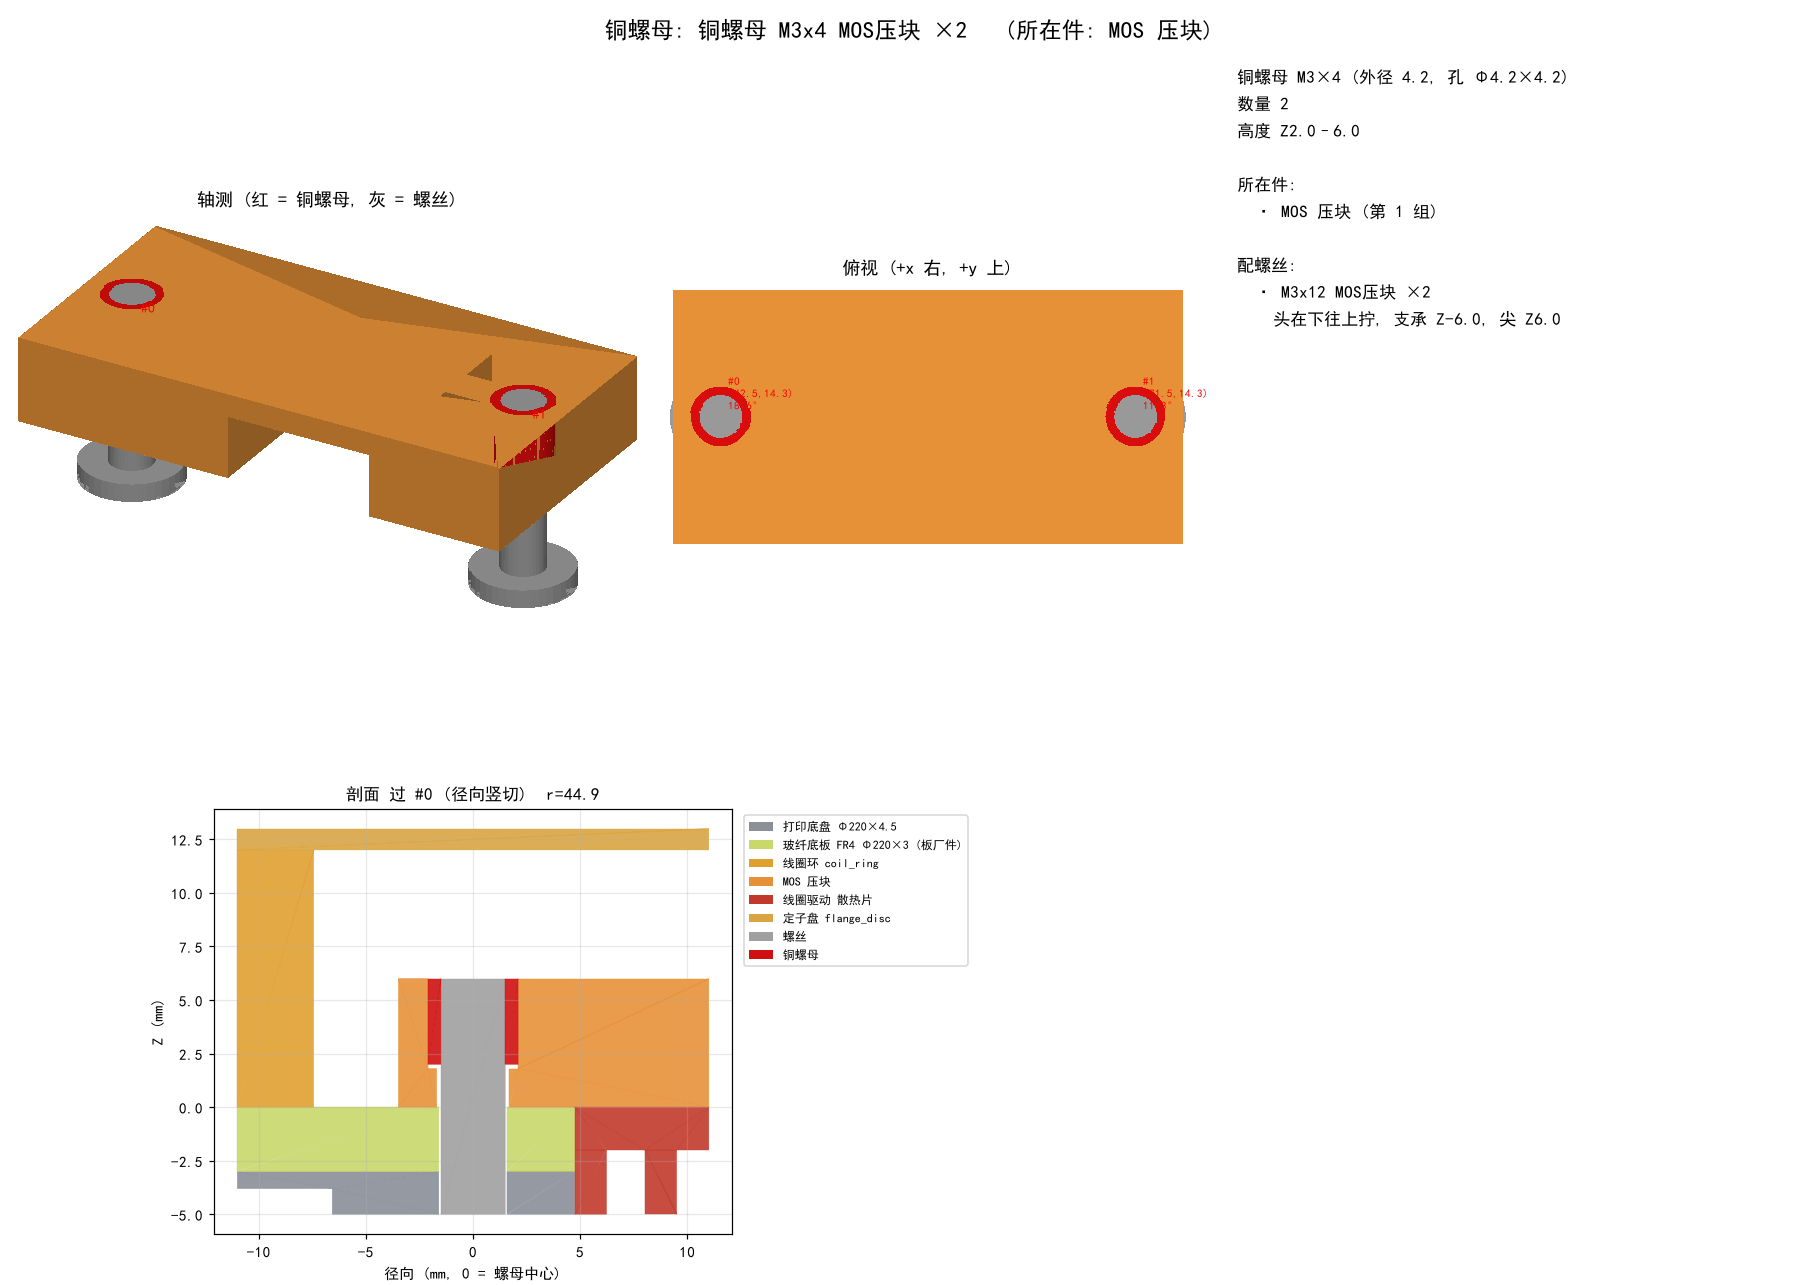 铜螺母: 铜螺母 M3x4 MOS压块 ×2 (所在件: MOS 压块)
铜螺母 M3×4 (外径 4.2, 孔 Φ4.2×4.2)
数量 2
高度 Z2.0–6.0
所在件:
· MOS 压块 (第 1 组)
配螺丝:
· M3x12 MOS压块 ×2
头在下往上拧, 支承 Z-6.0, 尖 Z6.0
轴测 (红 = 铜螺母, 灰 = 螺丝)
#0
#1
俯视 (+x 右, +y 上)
#0
#1
剖面 过 #0 (径向竖切) r=44.9
12.5
10.0
7.5
5.0
2.5
0.0
−2.5
−5.0
Z (mm)
−10
−5
0
5
10
径向 (mm, 0 = 螺母中心)
打印底盘 Φ220×4.5
玻纤底板 FR4 Φ220×3 (板厂件)
线圈环 coil_ring
MOS 压块
线圈驱动 散热片
定子盘 flange_disc
螺丝
铜螺母